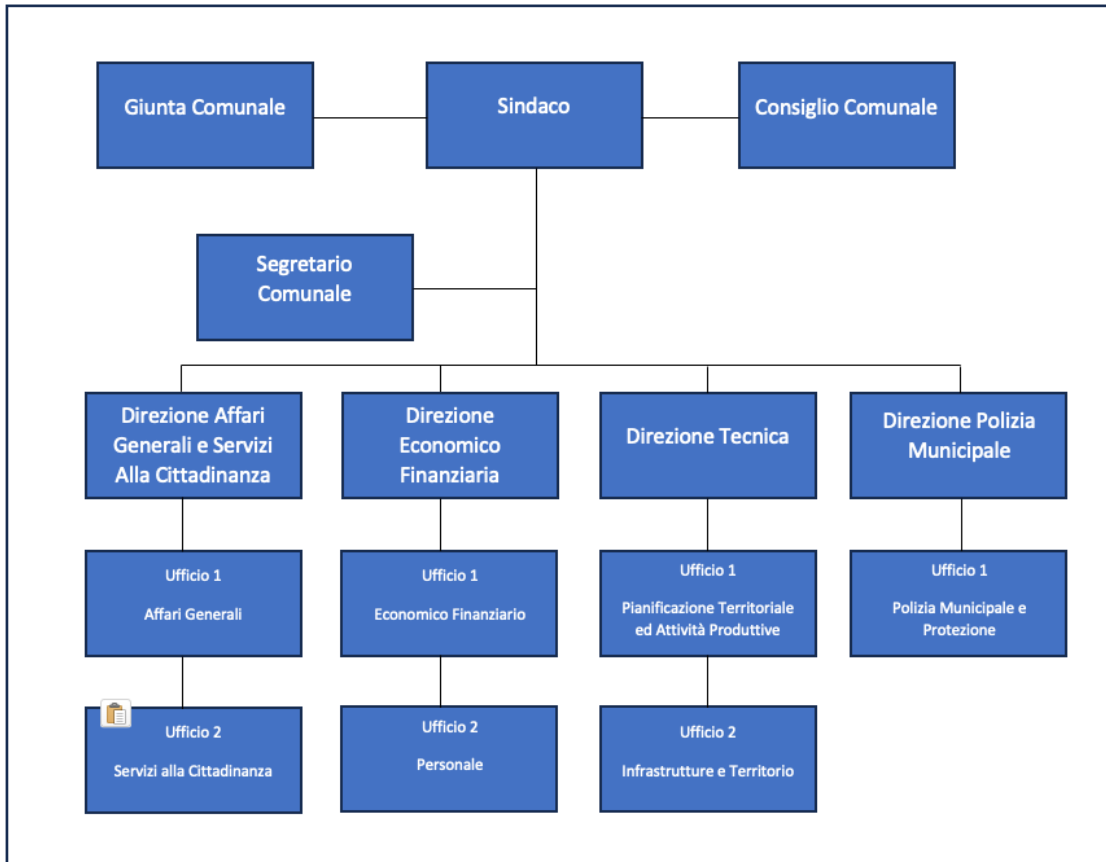 Giunta Comunale
Sindaco
Consiglio Comunale
Segretario
Comunale
Direzione Affari
Generali e Servizi
Alla Cittadinanza
Direzione
Economico
Finanziaria
Direzione Tecnica
Direzione Polizia
Municipale
Ufficio 1
Affari Generali
Ufficio 1
Economico Finanziario
Ufficio 1
Pianificazione Territoriale
ed Attività Produttive
Ufficio 1
Polizia Municipale e
Protezione
Ufficio 2
Servizi alla Cittadinanza
Ufficio 2
Personale
Ufficio 2
Infrastrutture e Territorio